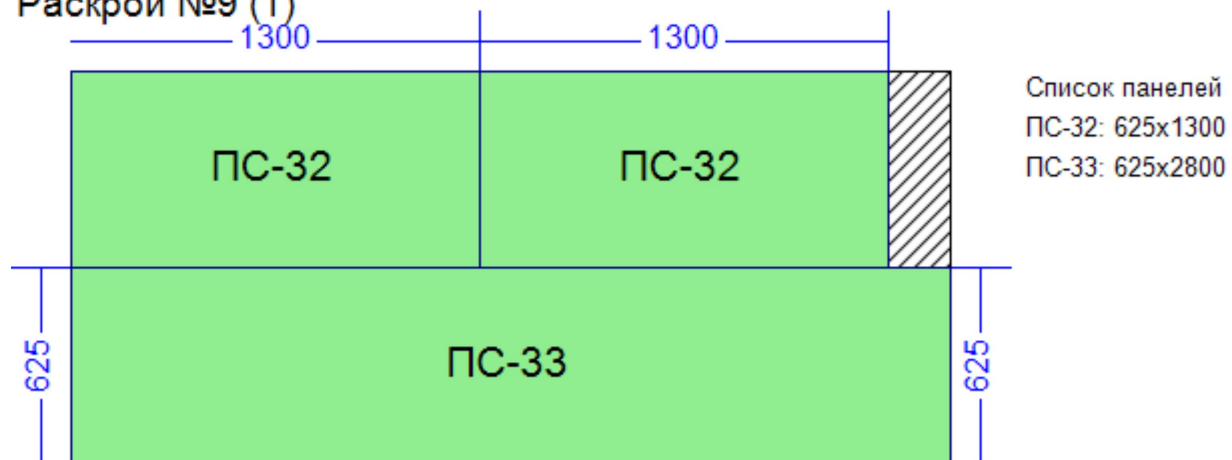 Раскрой №9 (1)
1300 1300
ПС-32 ПС-32
Список панелей
ПС-32: 625x1300
ПС-33: 625x2800
625 ПС-33 625